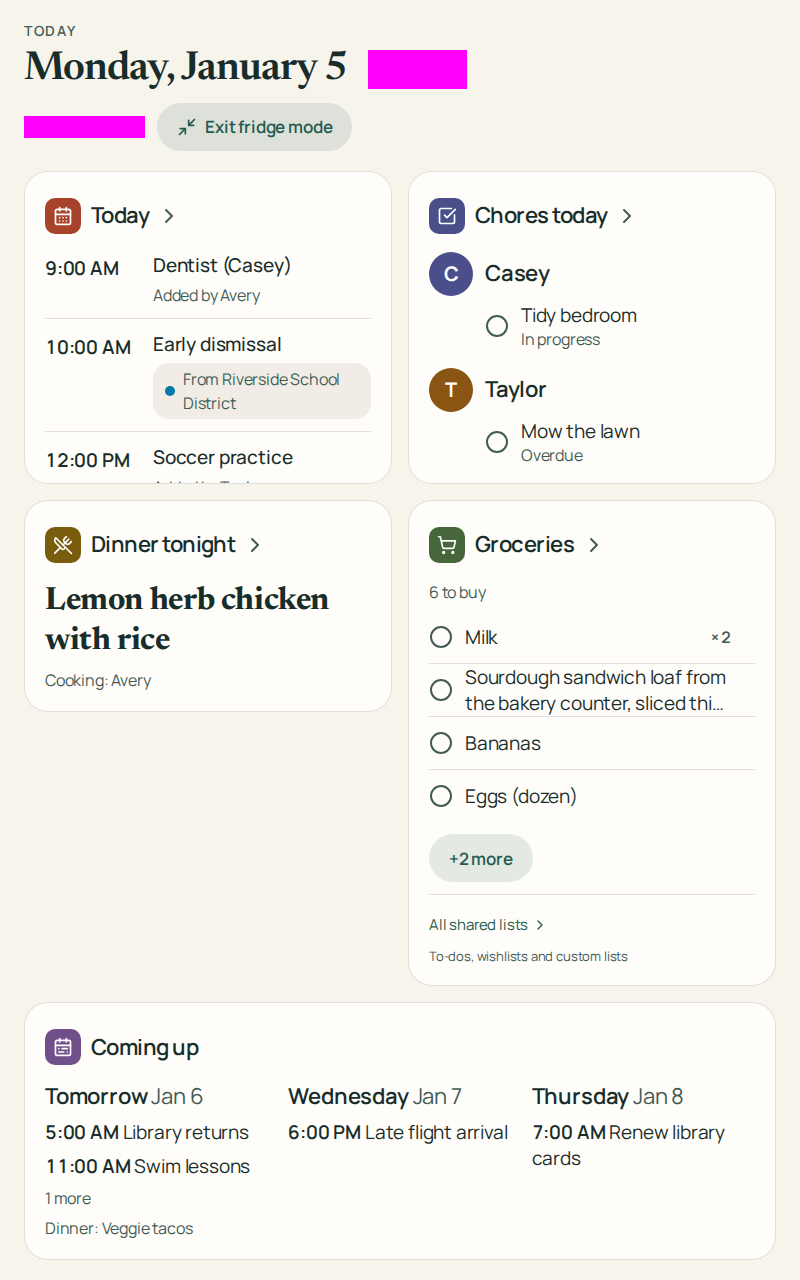 TODAY
Monday, January 5
Exit fridge mode
Today
9:00 AM Dentist (Casey)
Added by Avery
10:00 AM Early dismissal
From Riverside School
District
12:00 PM Soccer practice
Chores today
C Casey
Tidy bedroom
In progress
T Taylor
Mow the lawn
Overdue
Dinner tonight
Lemon herb chicken
with rice
Cooking: Avery
Groceries
6 to buy
Milk ×2
Sourdough sandwich loaf from
the bakery counter, sliced thi…
Bananas
Eggs (dozen)
+2 more
All shared lists
To-dos, wishlists and custom lists
Coming up
Tomorrow Jan 6
5:00 AM Library returns
11:00 AM Swim lessons
1 more
Dinner: Veggie tacos
Wednesday Jan 7
6:00 PM Late flight arrival
Thursday Jan 8
7:00 AM Renew library
cards